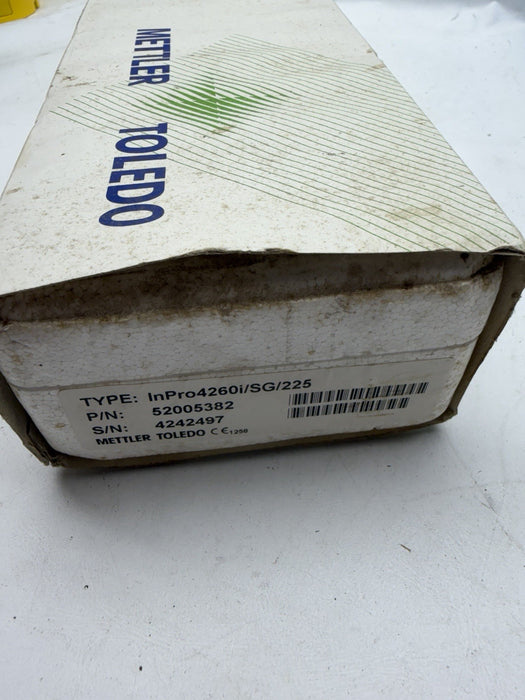 METTLER TOLEDO
TYPE: InPro4260i/SG/225
P/N: 52005382
S/N: 4242497
METTLER TOLEDO CE 1258